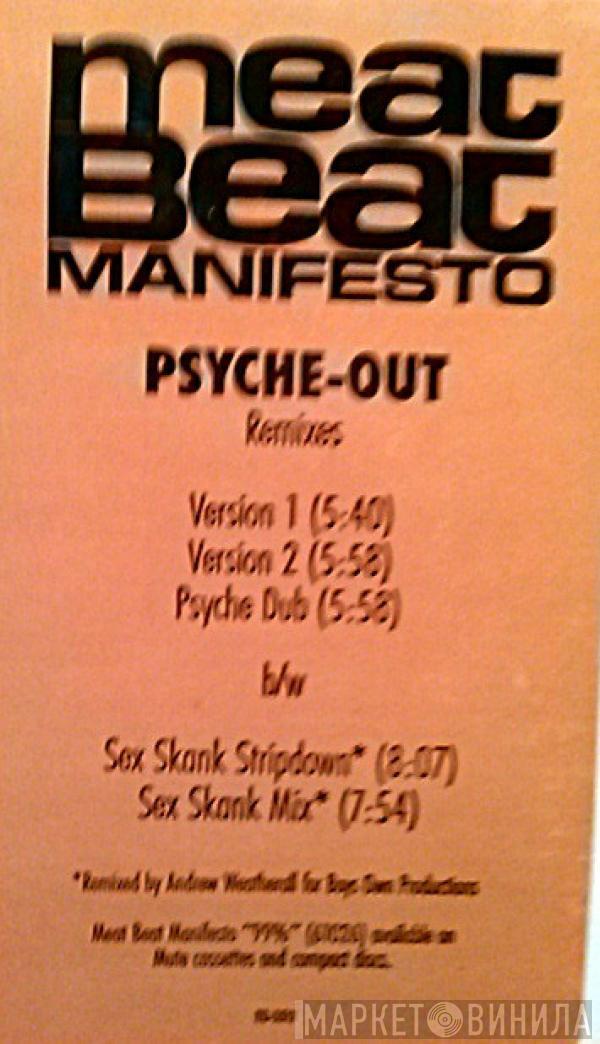 meat
Beat
MANIFESTO
PSYCHE-OUT
Remixes
Version 1 (5:40)
Version 2 (5:58)
Psyche Dub (5:58)
b/w
Sex Skank Stripdown* (8:07)
Sex Skank Mix* (7:54)
*Remixed by Andrew Weatherall for Boys Own Productions
Meat Beat Manifesto "99%" available on
Mute cassettes and compact discs.
МАРКЕТ ВИНИЛА